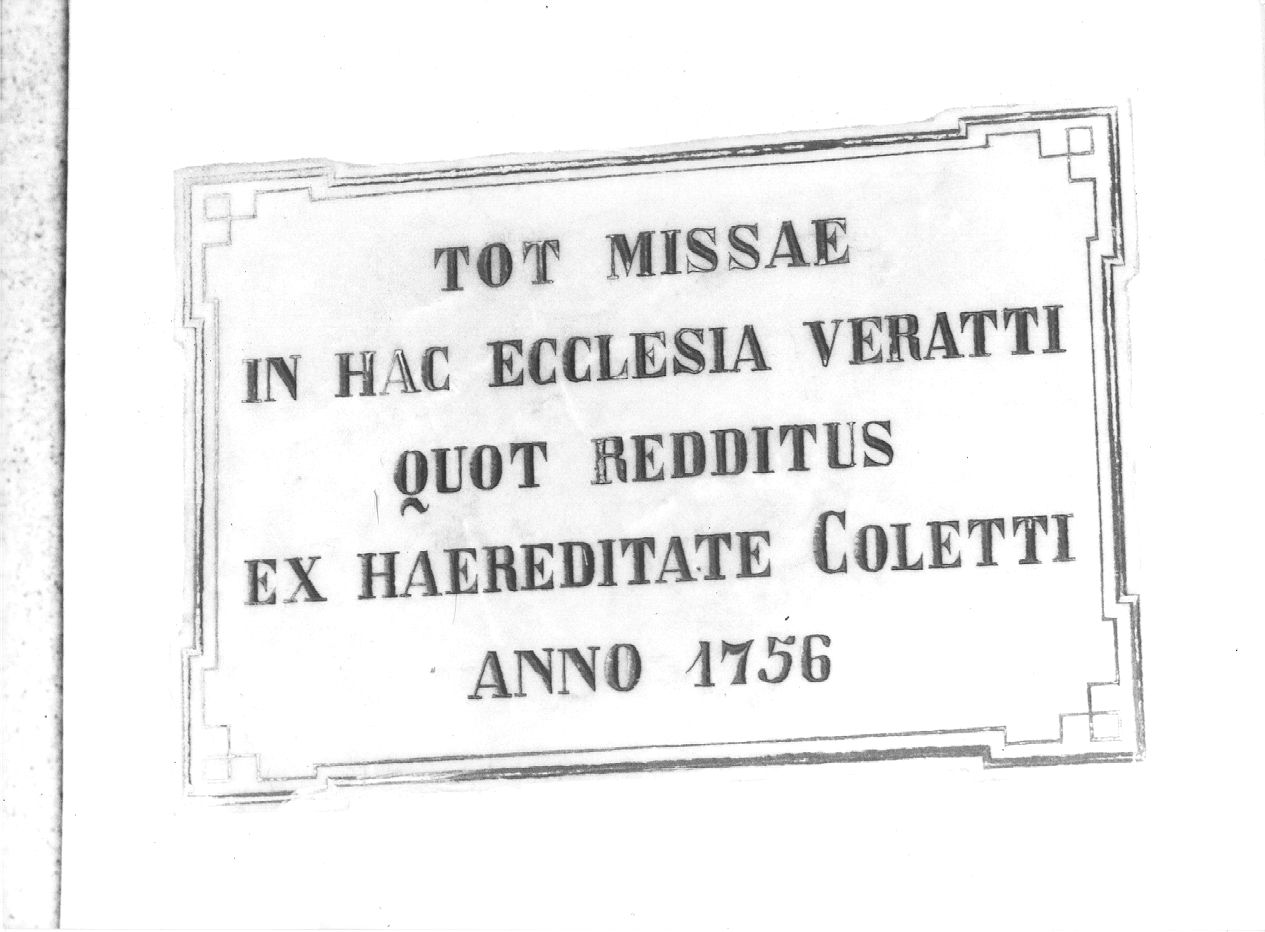 TOT MISSAE
IN HAC ECCLESIA VERATTI
QUOT REDDITUS
EX HAEREDITATE COLETTI
ANNO 1756